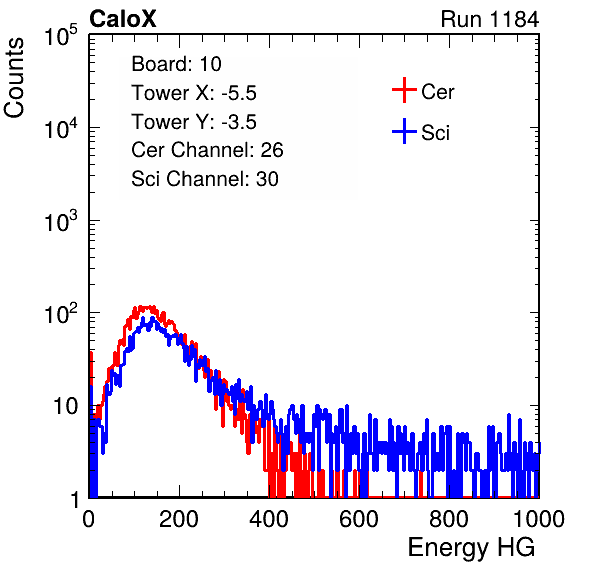 CaloX Run 1184
Board: 10
Tower X: -5.5
Tower Y: -3.5
Cer Channel: 26
Sci Channel: 30
Cer
Sci
Counts
10^5
10^4
10^3
10^2
10
1
0 200 400 600 800 1000
Energy HG